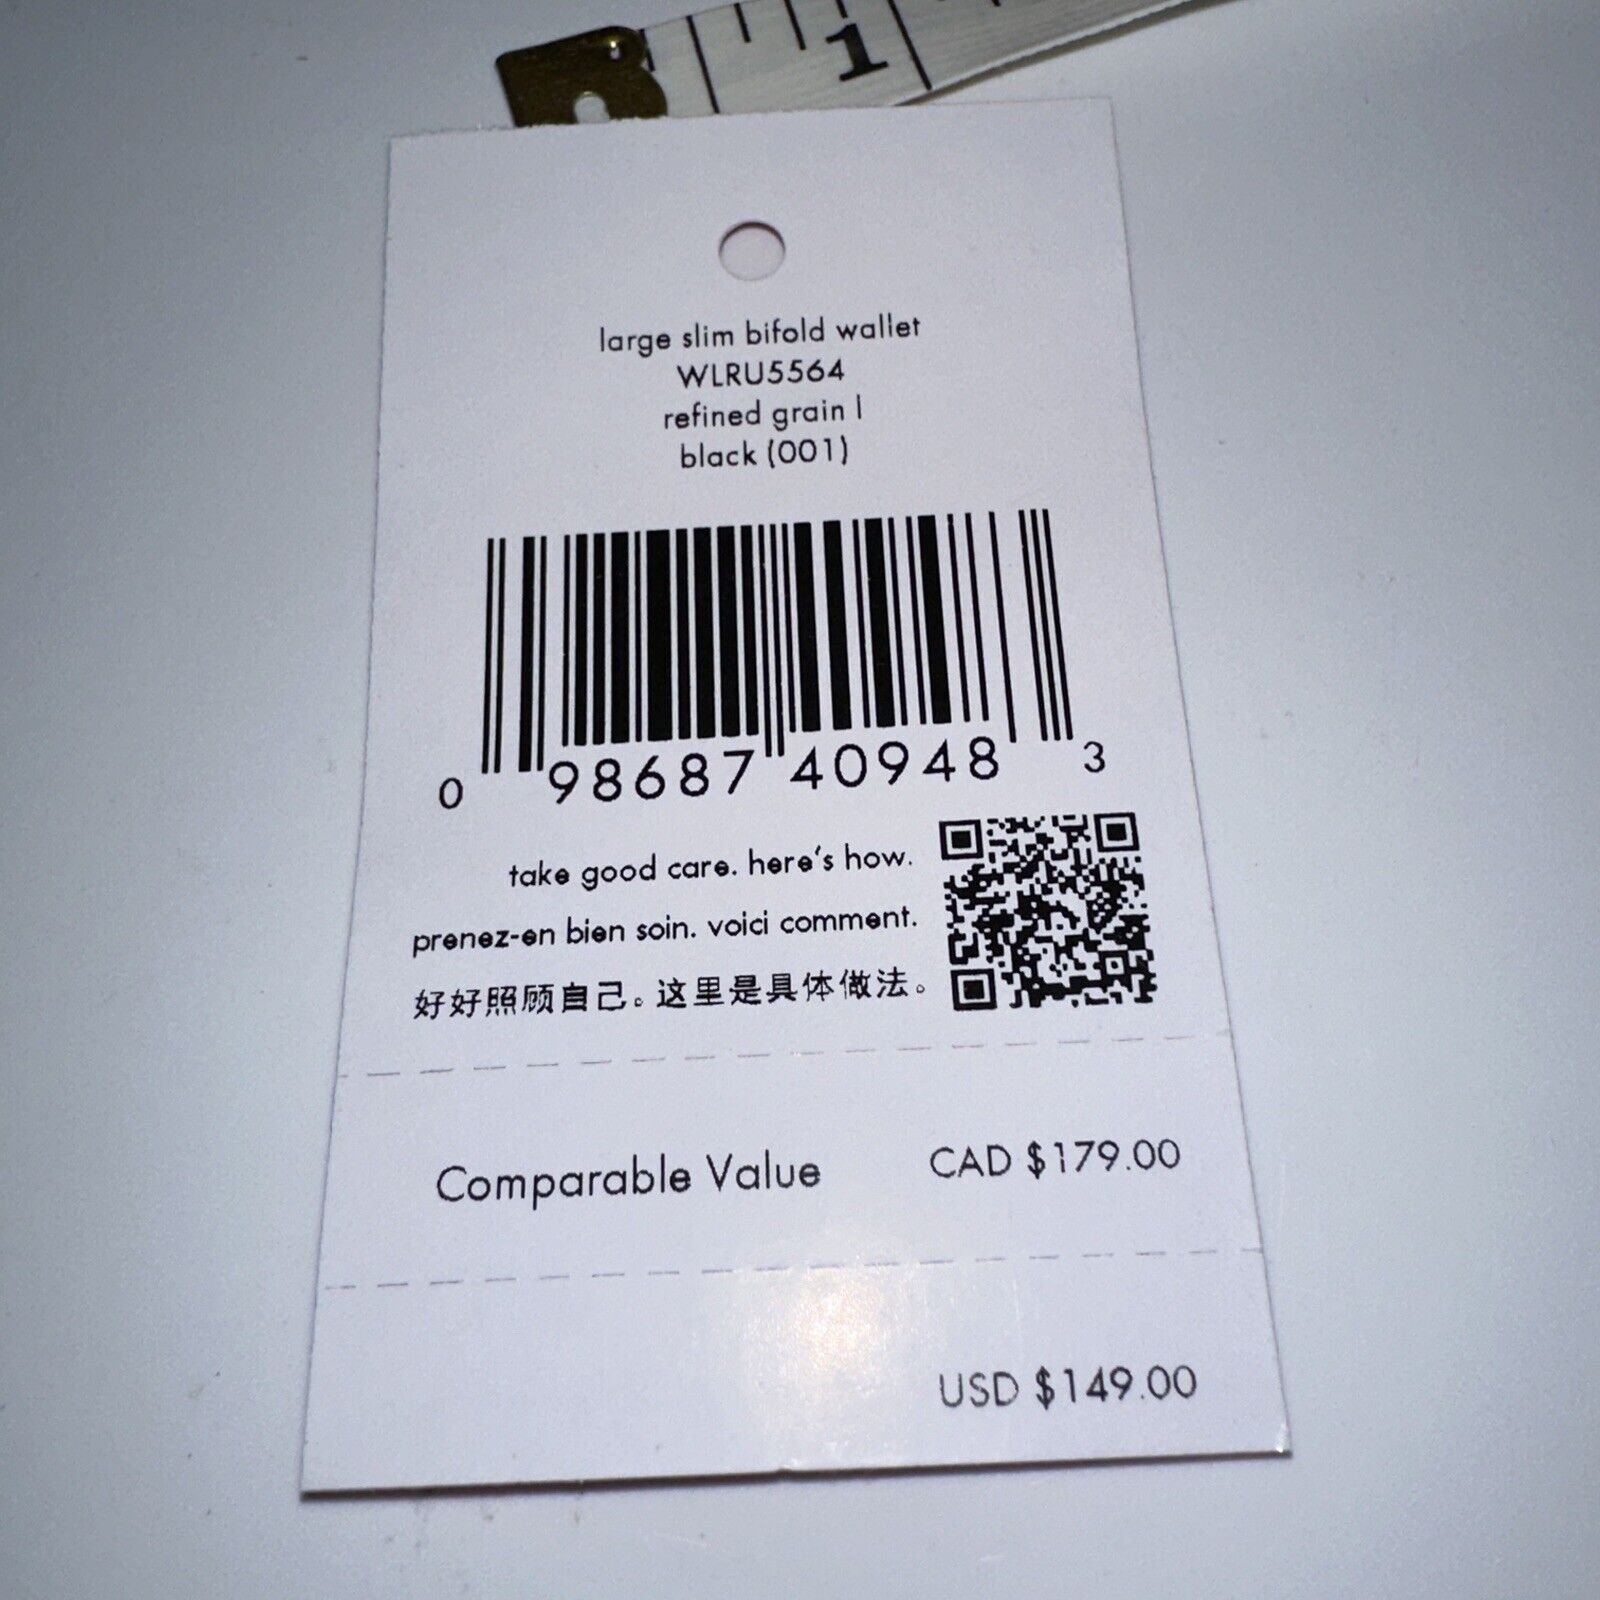 1
large slim bifold wallet
WLRU5564
refined grain l
black (001)
0 98687 40948 3
take good care. here's how.
prenez-en bien soin. voici comment.
好好照顾自己。这里是具体做法。
Comparable Value CAD $179.00
USD $149.00